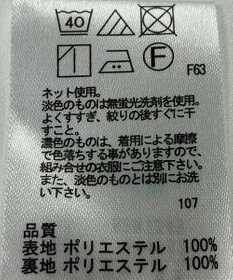 40
F
F63
ネット使用。
淡色のものは無蛍光洗剤を使用。
よくすすぎ、絞りの後すぐに干
すこと。
濃色のものは、着用による摩擦
で色落ちする事がありますので、
組み合せの衣服にご注意下さい。
また、淡色のものとは別にお洗
い下さい。
107
品質
表地 ポリエステル 100%
裏地 ポリエステル 100%